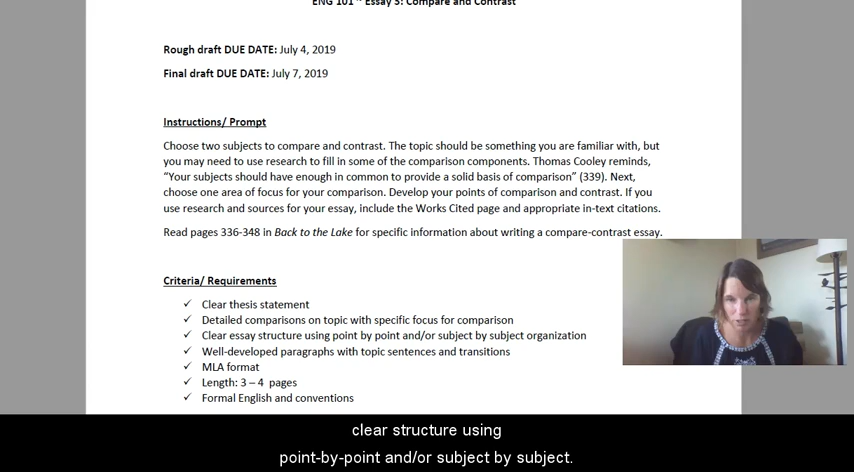 ENG 101 ~ Essay 3: Compare and Contrast
Rough draft DUE DATE: July 4, 2019
Final draft DUE DATE: July 7, 2019
Instructions/ Prompt
Choose two subjects to compare and contrast. The topic should be something you are familiar with, but
you may need to use research to fill in some of the comparison components. Thomas Cooley reminds,
“Your subjects should have enough in common to provide a solid basis of comparison” (339). Next,
choose one area of focus for your comparison. Develop your points of comparison and contrast. If you
use research and sources for your essay, include the Works Cited page and appropriate in-text citations.
Read pages 336-348 in Back to the Lake for specific information about writing a compare-contrast essay.
Criteria/ Requirements
✓ Clear thesis statement
✓ Detailed comparisons on topic with specific focus for comparison
✓ Clear essay structure using point by point and/or subject by subject organization
✓ Well-developed paragraphs with topic sentences and transitions
✓ MLA format
✓ Length: 3 – 4 pages
✓ Formal English and conventions
clear structure using
point-by-point and/or subject by subject.